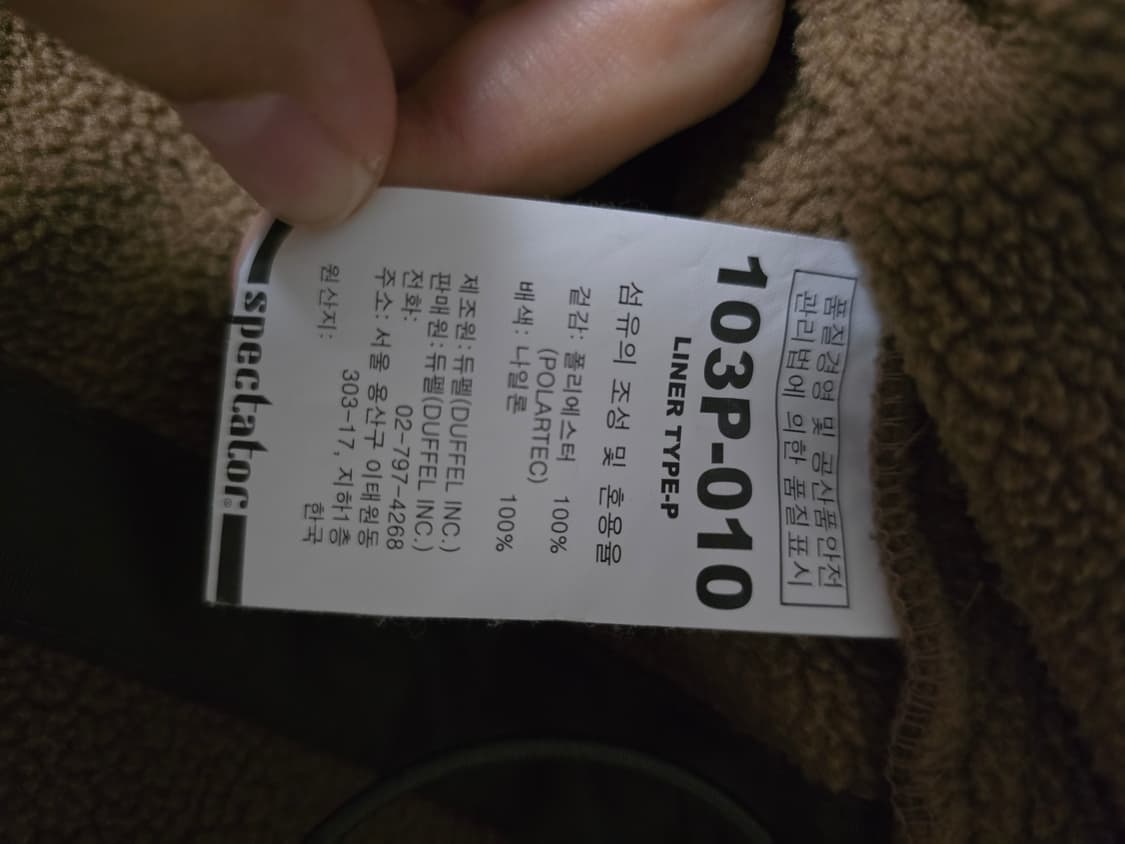 품질경영 및 공산품안전
관리법에 의한 품질표시
103P-010
LINER TYPE-P
섬유의 조성 및 혼용율
겉감: 폴리에스터 100%
(POLARTEC)
배색: 나일론 100%
제조원: 듀펠(DUFFEL INC.)
판매원: 듀펠(DUFFEL INC.)
전화: 02-797-4268
주소: 서울 용산구 이태원동
303-17, 지하1층
원산지: 한국
spectator®